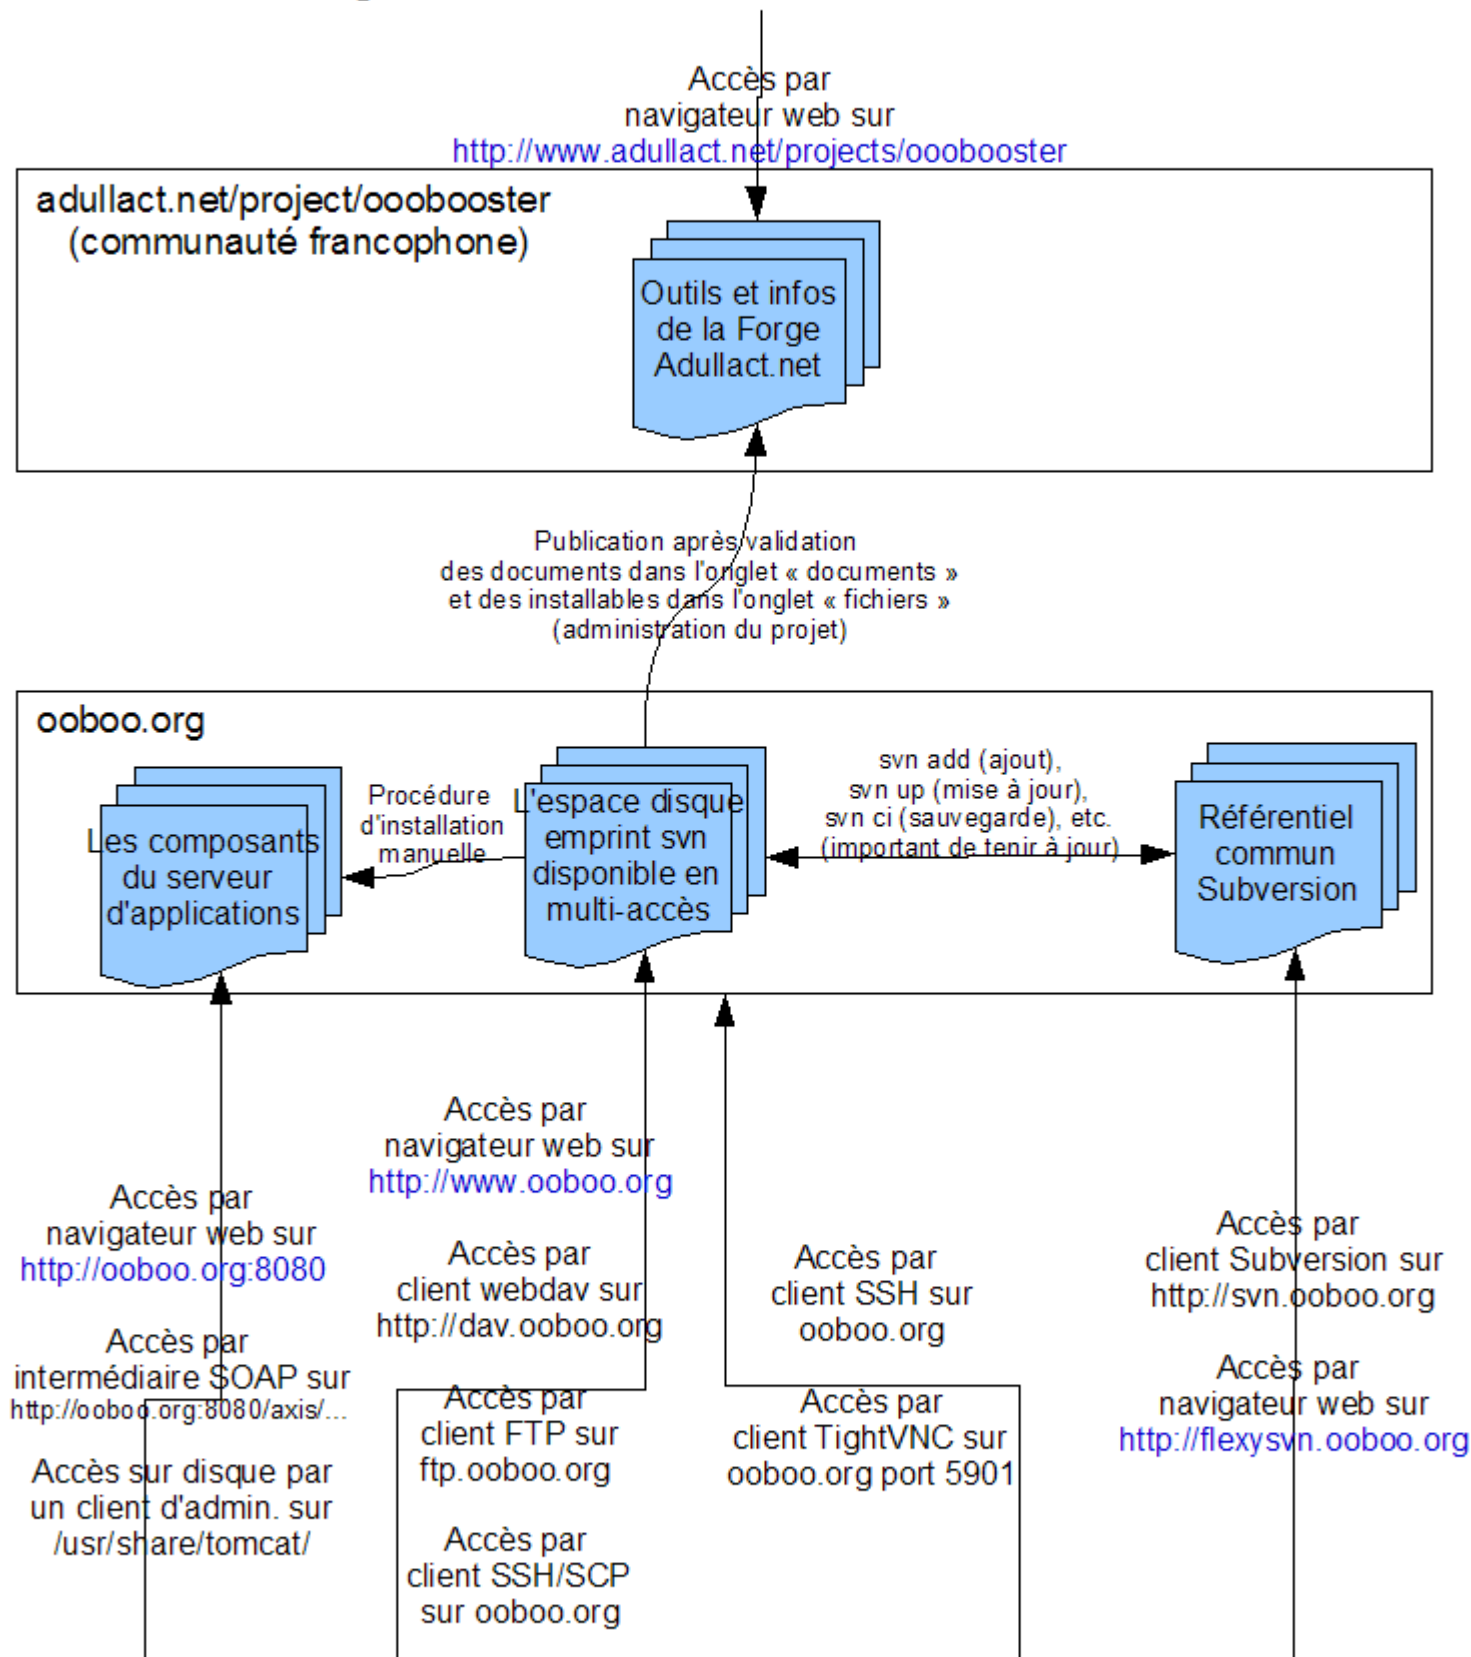 Accès par
navigateur web sur
http://www.adullact.net/projects/ooobooster
adullact.net/project/ooobooster
(communauté francophone)
Outils et infos
de la Forge
Adullact.net
Publication après validation
des documents dans l'onglet « documents »
et des installables dans l'onglet « fichiers »
(administration du projet)
ooboo.org
Les composants
du serveur
d'applications
Procédure
d'installation
manuelle
L'espace disque
emprint svn
disponible en
multi-accès
svn add (ajout),
svn up (mise à jour),
svn ci (sauvegarde), etc.
(important de tenir à jour)
Référentiel
commun
Subversion
Accès par
navigateur web sur
http://ooboo.org:8080
Accès par
intermédiaire SOAP sur
http://ooboo.org:8080/axis/...
Accès sur disque par
un client d'admin. sur
/usr/share/tomcat/
Accès par
navigateur web sur
http://www.ooboo.org
Accès par
client webdav sur
http://dav.ooboo.org
Accès par
client FTP sur
ftp.ooboo.org
Accès par
client SSH/SCP
sur ooboo.org
Accès par
client SSH sur
ooboo.org
Accès par
client TightVNC sur
ooboo.org port 5901
Accès par
client Subversion sur
http://svn.ooboo.org
Accès par
navigateur web sur
http://flexysvn.ooboo.org